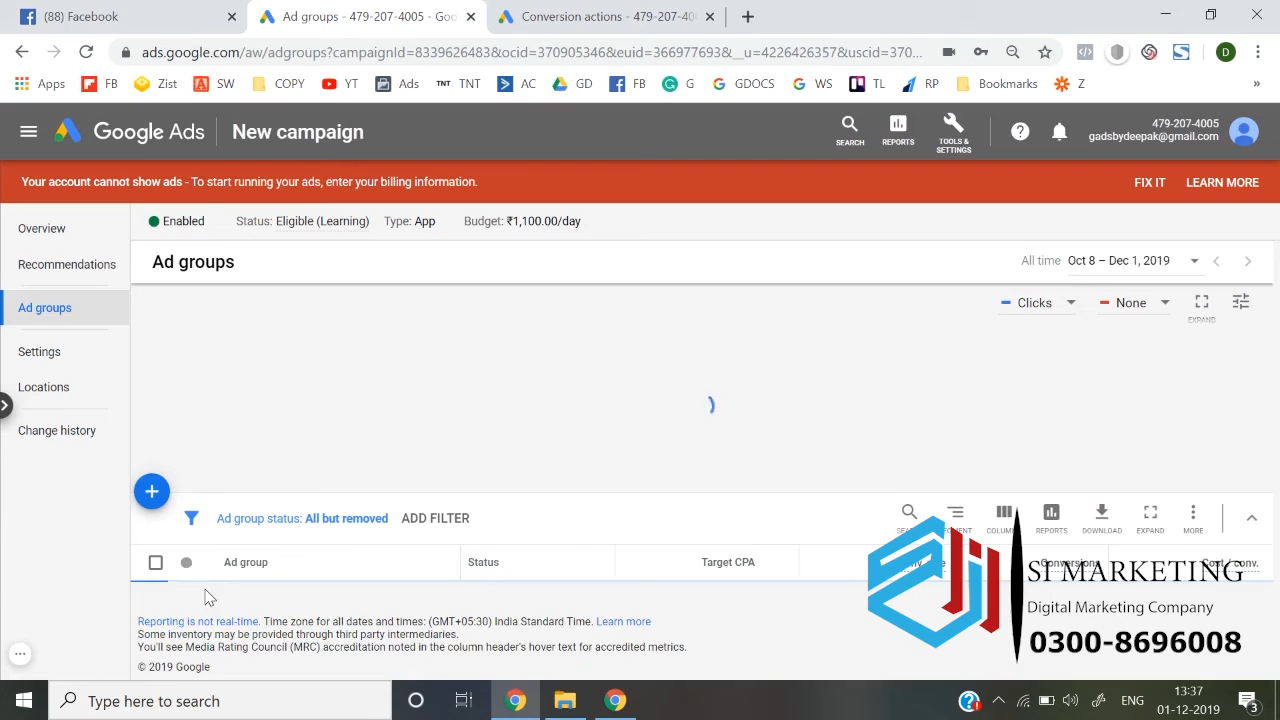 (88) Facebook
Ad groups - 479-207-4005 - Goo
Conversion actions - 479-207-40
ads.google.com/aw/adgroups?campaignId=8339626483&ocid=370905346&euid=366977693&__u=4226426357&uscid=370...
D
Apps FB Zist SW COPY YT Ads TNT TNT AC GD FB G GDOCS WS TL RP Bookmarks Z »
Google Ads New campaign
SEARCH REPORTS TOOLS & SETTINGS
479-207-4005
gadsbydeepak@gmail.com
Your account cannot show ads - To start running your ads, enter your billing information. FIX IT LEARN MORE
Overview
Recommendations
Ad groups
Settings
Locations
Change history
Enabled Status: Eligible (Learning) Type: App Budget: ₹1,100.00/day
Ad groups All time Oct 8 – Dec 1, 2019
Clicks None
EXPAND
Ad group status: All but removed ADD FILTER
REPORTS DOWNLOAD EXPAND MORE
Ad group Status Target CPA Conversions Cost / conv.
SI MARKETING
Digital Marketing Company
0300-8696008
Reporting is not real-time. Time zone for all dates and times: (GMT+05:30) India Standard Time. Learn more
Some inventory may be provided through third party intermediaries.
You'll see Media Rating Council (MRC) accreditation noted in the column header's hover text for accredited metrics.
© 2019 Google
Type here to search
ENG
13:37
01-12-2019
3